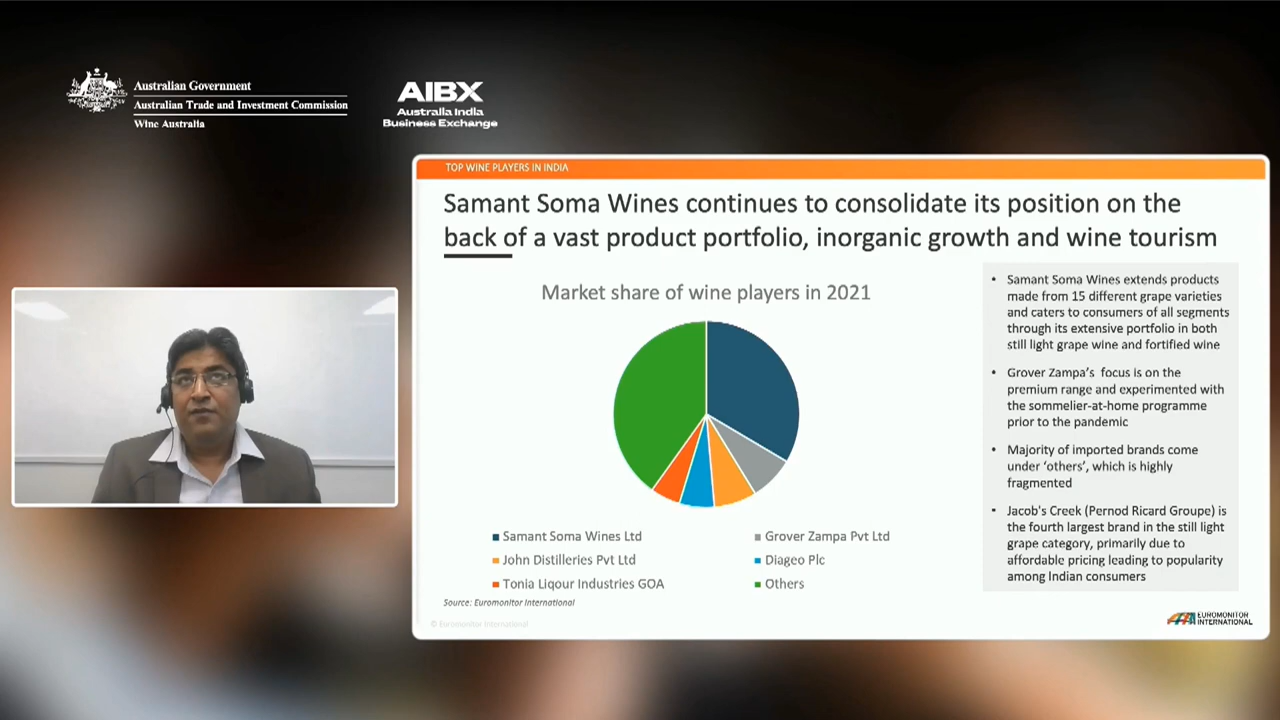 Australian Government
Australian Trade and Investment Commission
Wine Australia
AIBX
Australia India
Business Exchange
TOP WINE PLAYERS IN INDIA
Samant Soma Wines continues to consolidate its position on the
back of a vast product portfolio, inorganic growth and wine tourism
Market share of wine players in 2021
Samant Soma Wines Ltd
Grover Zampa Pvt Ltd
John Distilleries Pvt Ltd
Diageo Plc
Tonia Liqour Industries GOA
Others
Source: Euromonitor International
© Euromonitor International
• Samant Soma Wines extends products
made from 15 different grape varieties
and caters to consumers of all segments
through its extensive portfolio in both
still light grape wine and fortified wine
• Grover Zampa's focus is on the
premium range and experimented with
the sommelier-at-home programme
prior to the pandemic
• Majority of imported brands come
under 'others', which is highly
fragmented
• Jacob's Creek (Pernod Ricard Groupe) is
the fourth largest brand in the still light
grape category, primarily due to
affordable pricing leading to popularity
among Indian consumers
EUROMONITOR
INTERNATIONAL